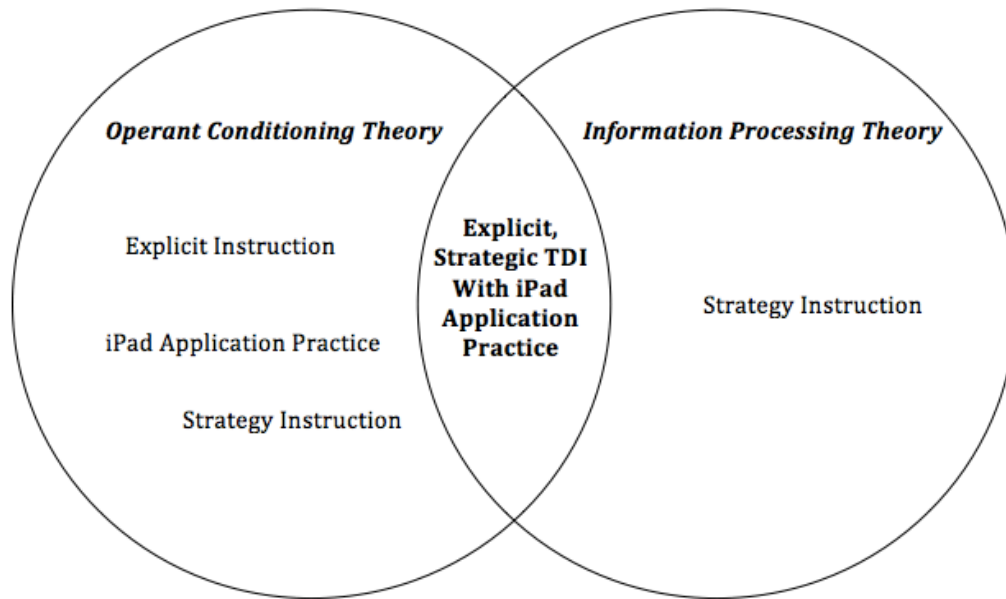 Operant Conditioning Theory
Information Processing Theory
Explicit Instruction
iPad Application Practice
Strategy Instruction
Explicit,
Strategic TDI
With iPad
Application
Practice
Strategy Instruction